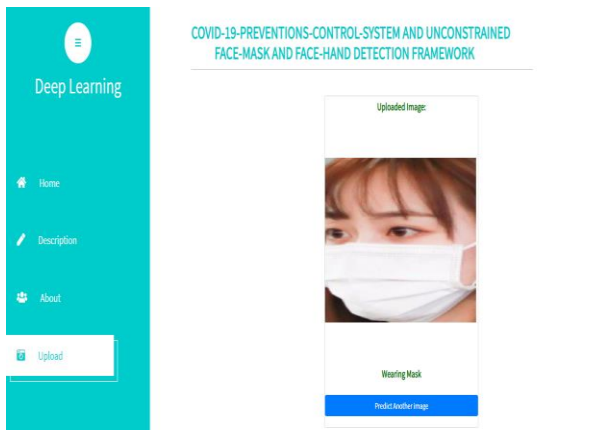 Deep Learning
Home
Description
About
Upload
COVID-19-PREVENTIONS-CONTROL-SYSTEM AND UNCONSTRAINED
FACE-MASK AND FACE-HAND DETECTION FRAMEWORK
Uploaded Image:
Wearing Mask
Predict Another image